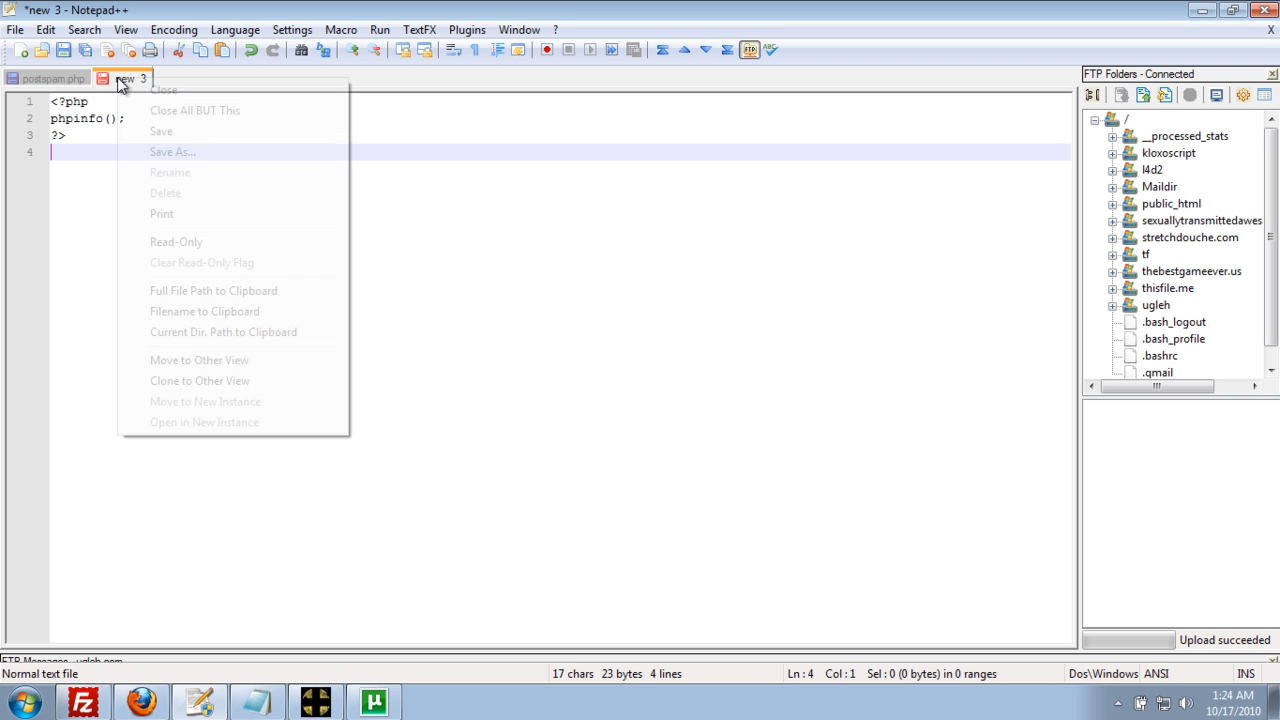 *new 3 - Notepad++
File Edit Search View Encoding Language Settings Macro Run TextFX Plugins Window ? X
postspam.php new 3
FTP Folders - Connected
1 <?php
2 phpinfo();
3 ?>
4
Close
Close All BUT This
Save
Save As...
Rename
Delete
Print
Read-Only
Clear Read-Only Flag
Full File Path to Clipboard
Filename to Clipboard
Current Dir. Path to Clipboard
Move to Other View
Clone to Other View
Move to New Instance
Open in New Instance
/
__processed_stats
kloxoscript
l4d2
Maildir
public_html
sexuallytransmittedawes
stretchdouche.com
tf
thebestgameever.us
thisfile.me
ugleh
.bash_logout
.bash_profile
.bashrc
.qmail
Upload succeeded
FTP Messages - ugleh.com
Normal text file 17 chars 23 bytes 4 lines Ln : 4 Col : 1 Sel : 0 (0 bytes) in 0 ranges Dos\Windows ANSI INS
1:24 AM
10/17/2010